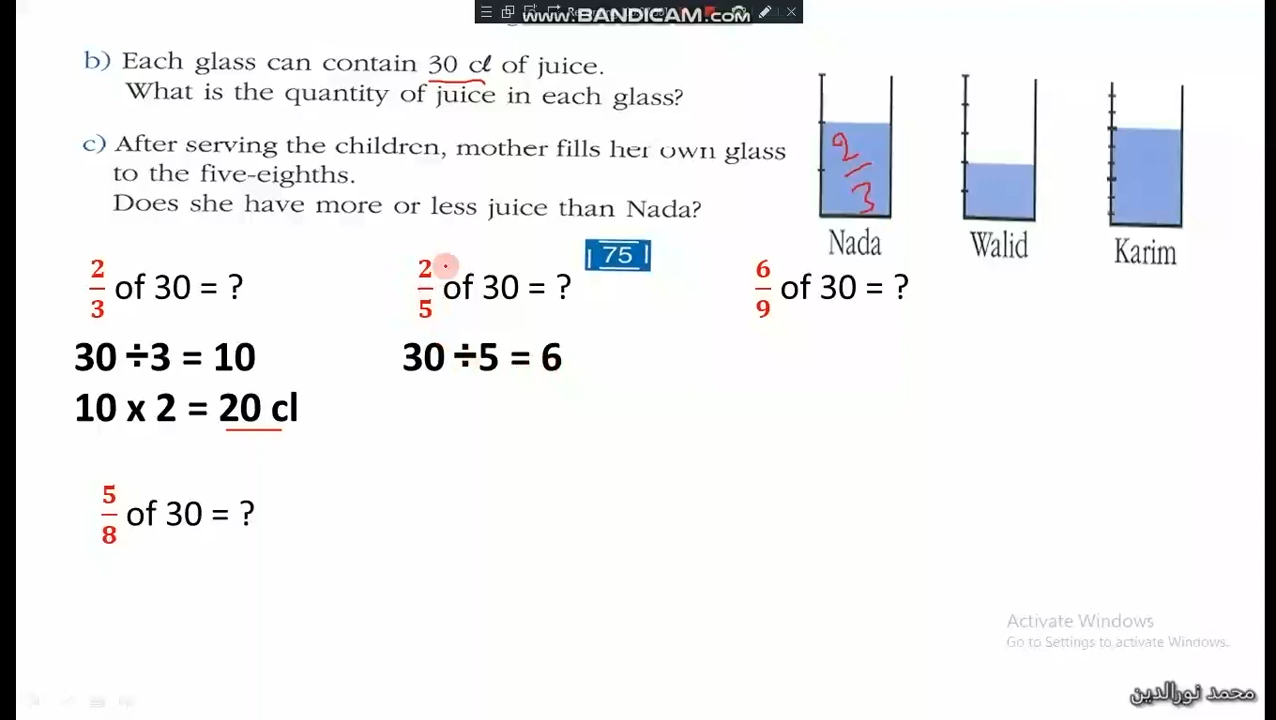 www.BANDICAM.com
b) Each glass can contain 30 cl of juice.
What is the quantity of juice in each glass?
c) After serving the children, mother fills her own glass
to the five-eighths.
Does she have more or less juice than Nada?
2/3
Nada
Walid
Karim
75
2/3 of 30 = ?
2/5 of 30 = ?
6/9 of 30 = ?
30 ÷3 = 10
30 ÷5 = 6
10 x 2 = 20 cl
5/8 of 30 = ?
Activate Windows
Go to Settings to activate Windows.
محمد نورالدين